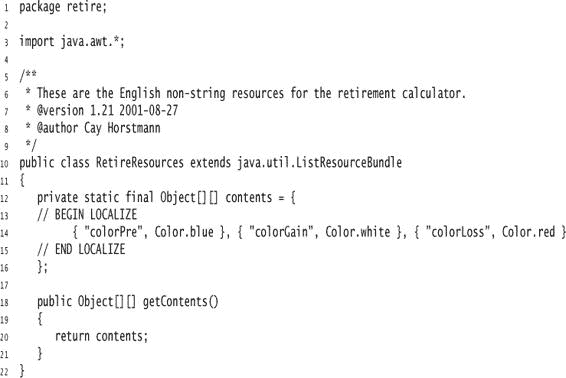 1 package retire;
2
3 import java.awt.*;
4
5 /**
6  * These are the English non-string resources for the retirement calculator.
7  * @version 1.21 2001-08-27
8  * @author Cay Horstmann
9  */
10 public class RetireResources extends java.util.ListResourceBundle
11 {
12    private static final Object[][] contents = {
13    // BEGIN LOCALIZE
14          { "colorPre", Color.blue }, { "colorGain", Color.white }, { "colorLoss", Color.red }
15    // END LOCALIZE
16    };
17
18    public Object[][] getContents()
19    {
20       return contents;
21    }
22 }